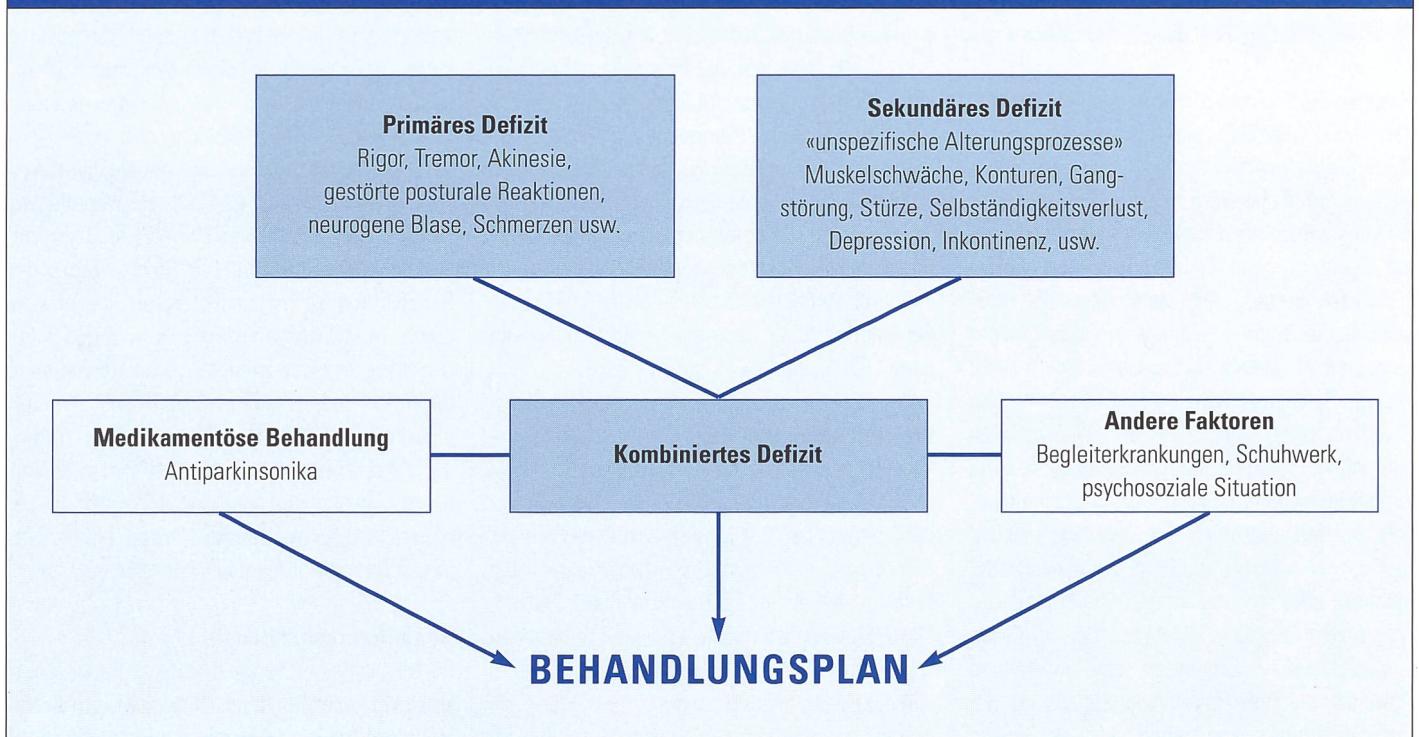 Primäres Defizit
Rigor, Tremor, Akinesie,
gestörte posturale Reaktionen,
neurogene Blase, Schmerzen usw.
Sekundäres Defizit
«unspezifische Alterungsprozesse»
Muskelschwäche, Konturen, Gang-
störung, Stürze, Selbständigkeitsverlust,
Depression, Inkontinenz, usw.
Medikamentöse Behandlung
Antiparkinsonika
Kombiniertes Defizit
Andere Faktoren
Begleiterkrankungen, Schuhwerk,
psychosoziale Situation
BEHANDLUNGSPLAN